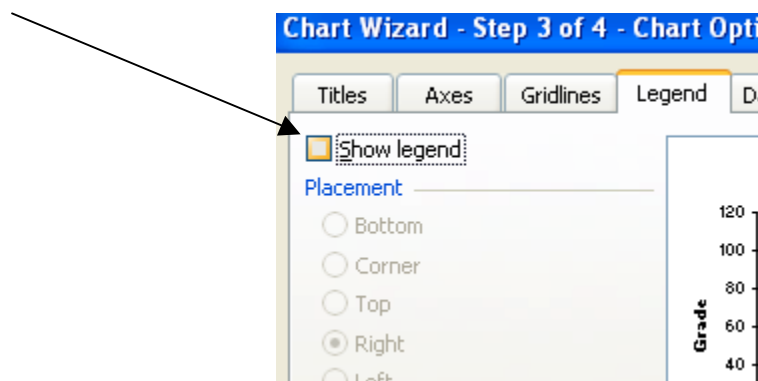 Chart Wizard - Step 3 of 4 - Chart Opti
Titles Axes Gridlines Legend D
Show legend
Placement
Bottom
Corner
Top
Right
Left
120
100
80
60
40
Grade